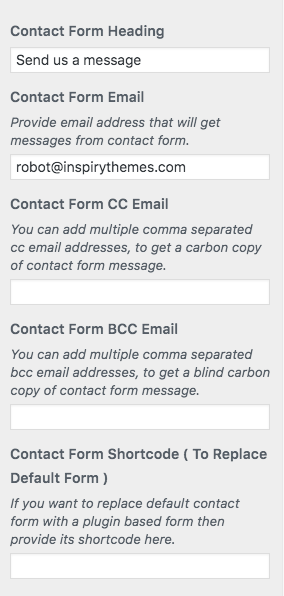 Contact Form Heading
Send us a message
Contact Form Email
Provide email address that will get
messages from contact form.
robot@inspirythemes.com
Contact Form CC Email
You can add multiple comma separated
cc email addresses, to get a carbon copy
of contact form message.
Contact Form BCC Email
You can add multiple comma separated
bcc email addresses, to get a blind carbon
copy of contact form message.
Contact Form Shortcode ( To Replace
Default Form )
If you want to replace default contact
form with a plugin based form then
provide its shortcode here.